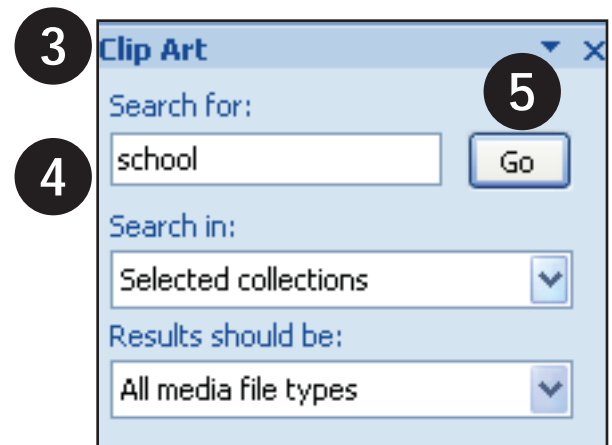 3 Clip Art
Search for:
5
4 school Go
Search in:
Selected collections
Results should be:
All media file types